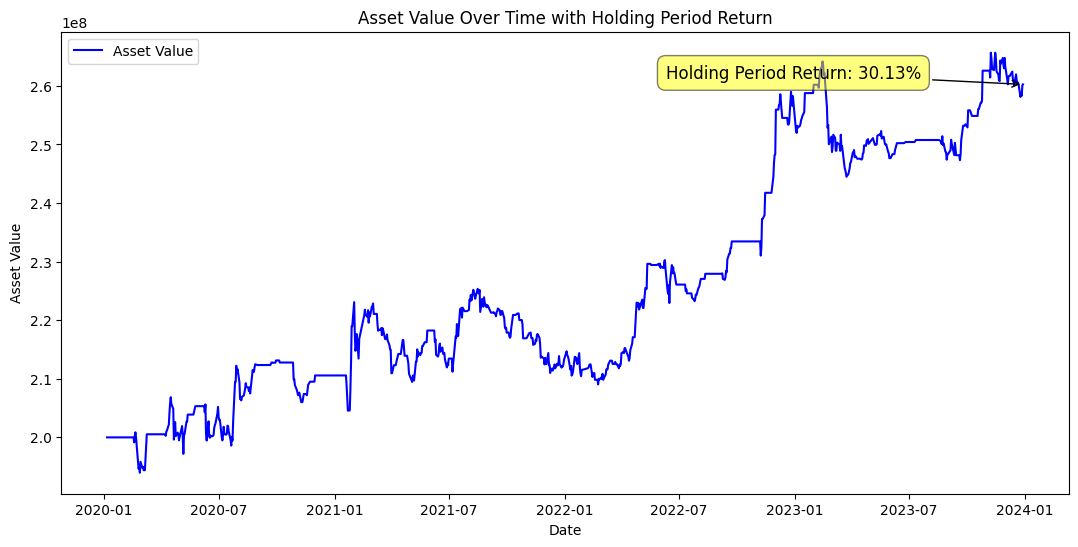 Asset Value Over Time with Holding Period Return
1e8
Asset Value
Holding Period Return: 30.13%
2.6
2.5
2.4
2.3
2.2
2.1
2.0
Asset Value
2020-01 2020-07 2021-01 2021-07 2022-01 2022-07 2023-01 2023-07 2024-01
Date